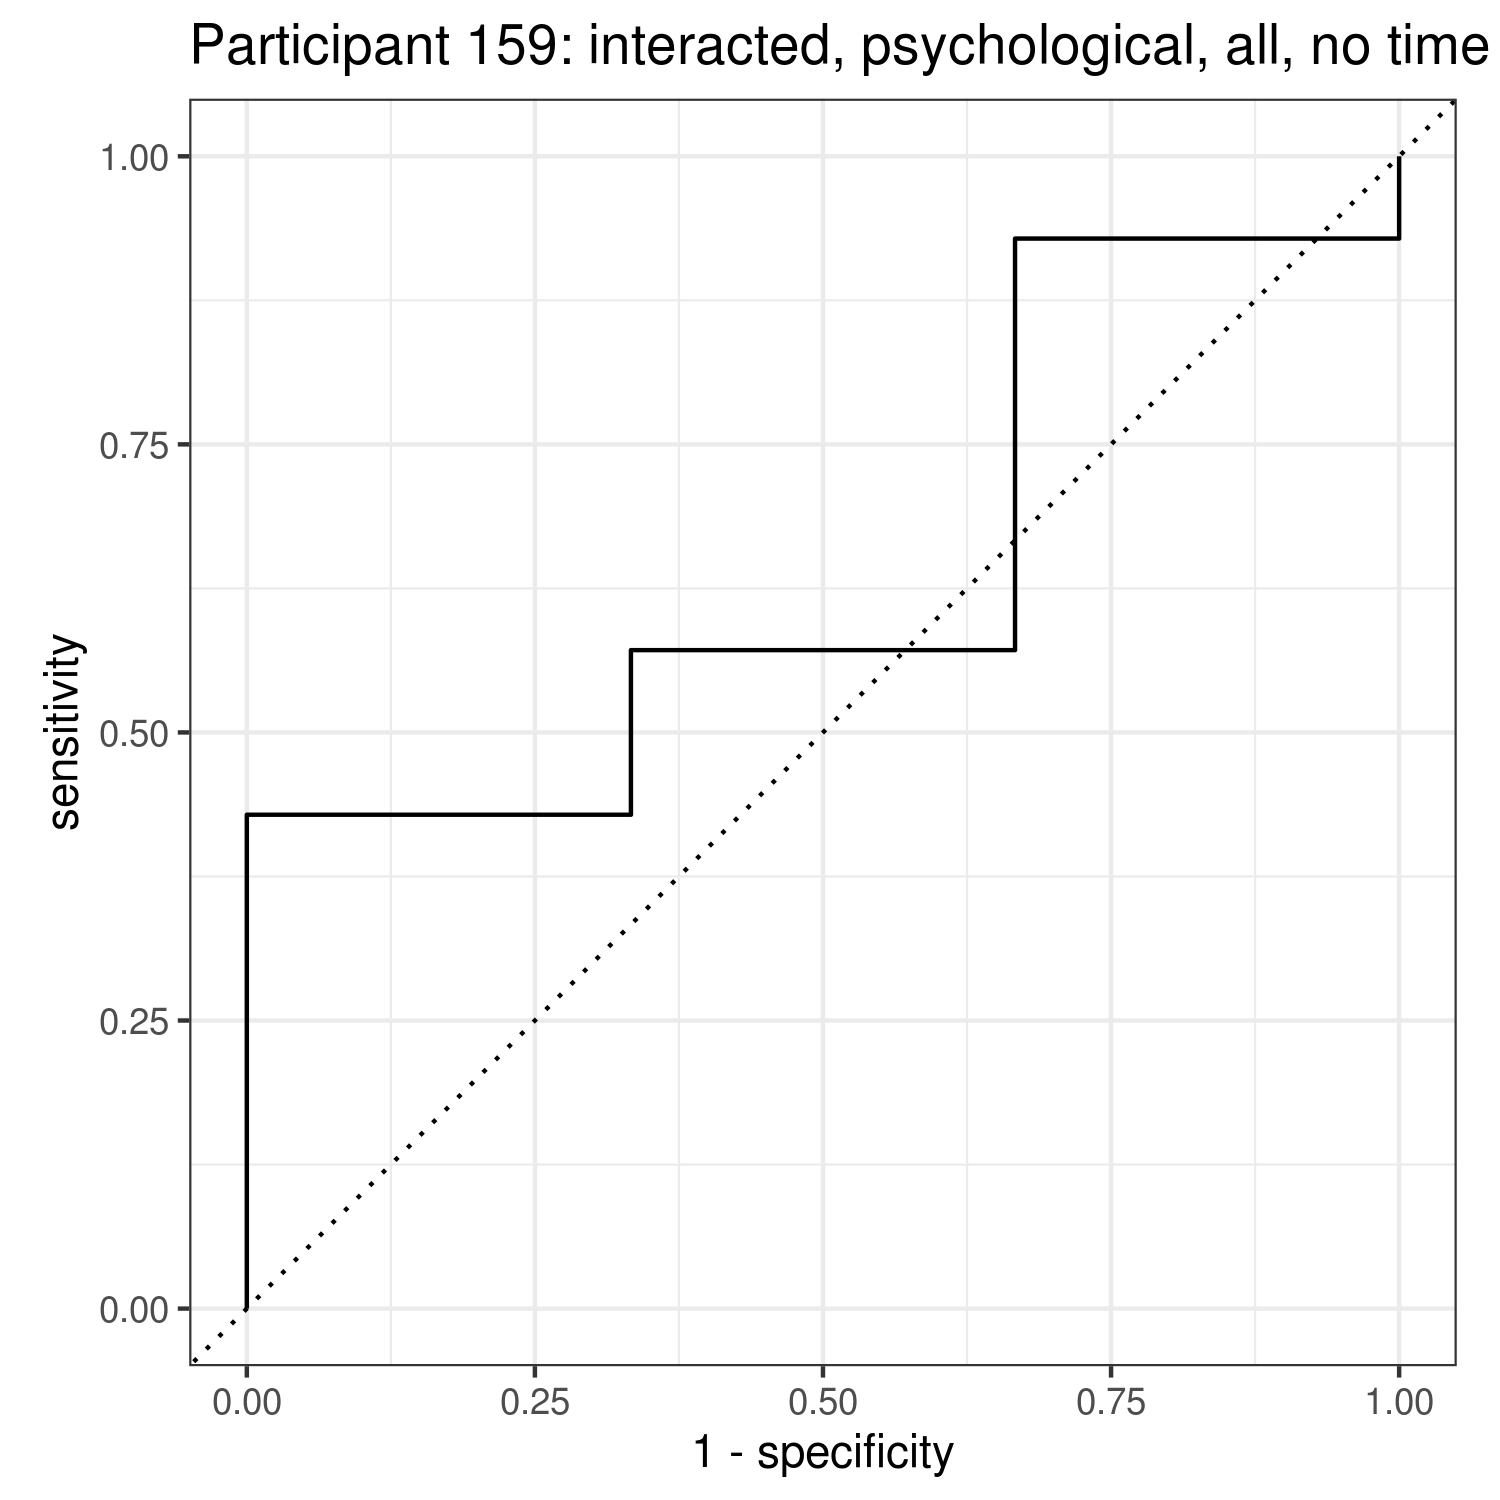 Participant 159: interacted, psychological, all, no time
1.00
0.75
0.50
0.25
0.00
sensitivity
0.00 0.25 0.50 0.75 1.00
1 - specificity